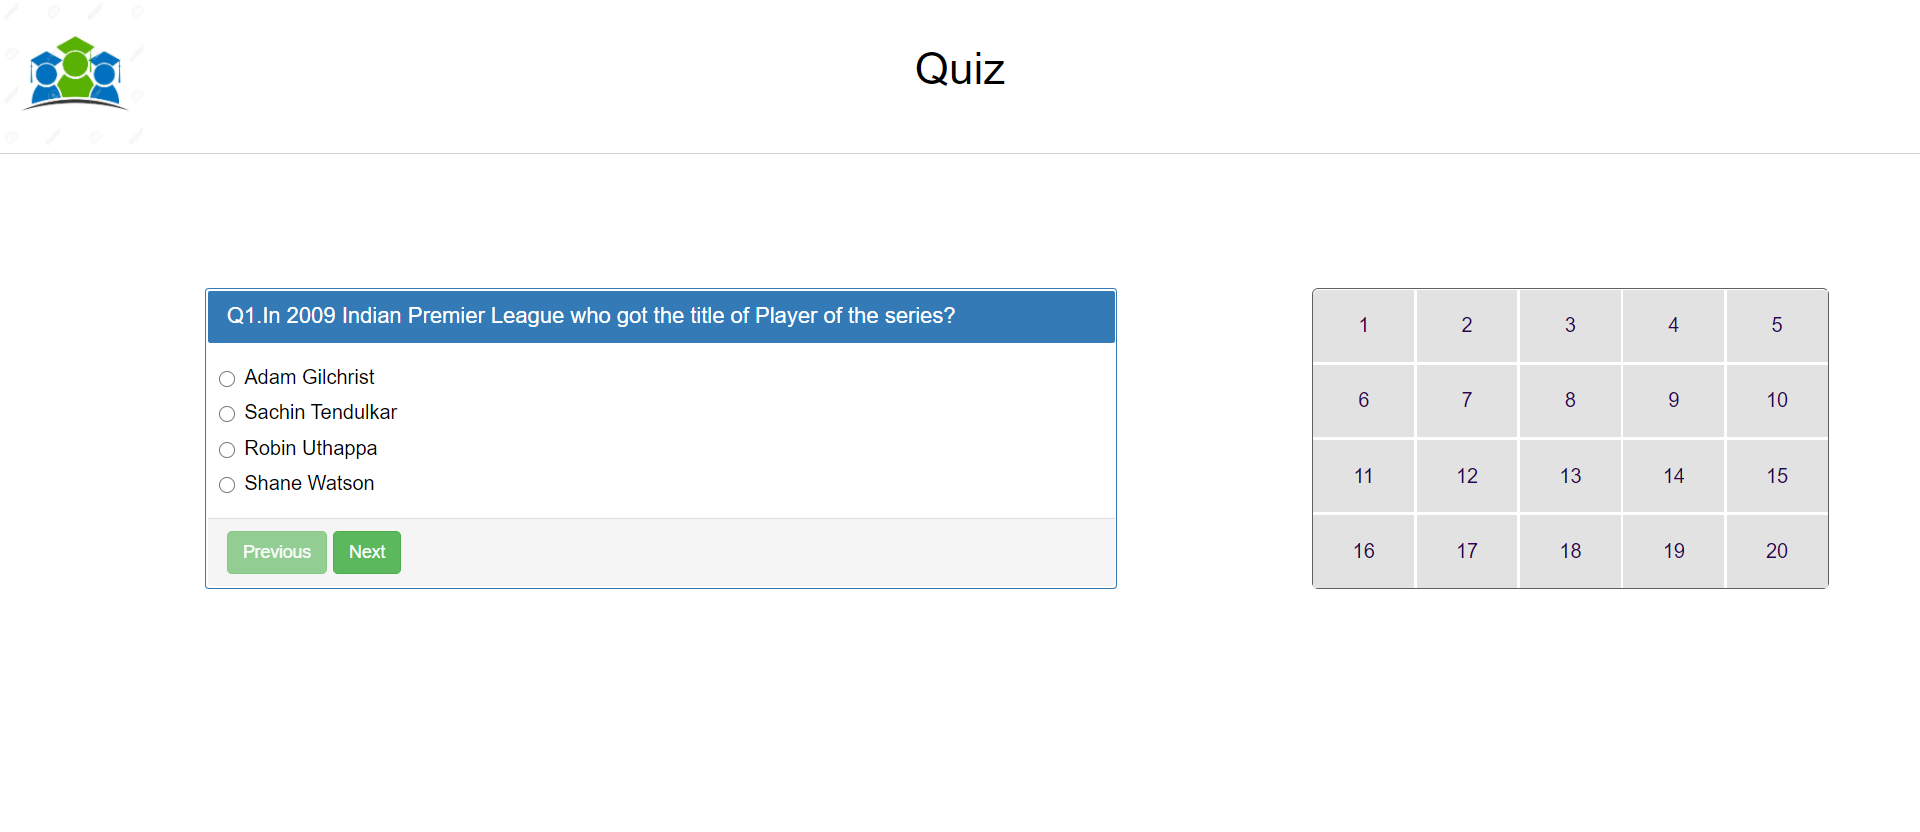 Quiz
Q1.In 2009 Indian Premier League who got the title of Player of the series?
Adam Gilchrist
Sachin Tendulkar
Robin Uthappa
Shane Watson
Previous Next
1 2 3 4 5
6 7 8 9 10
11 12 13 14 15
16 17 18 19 20